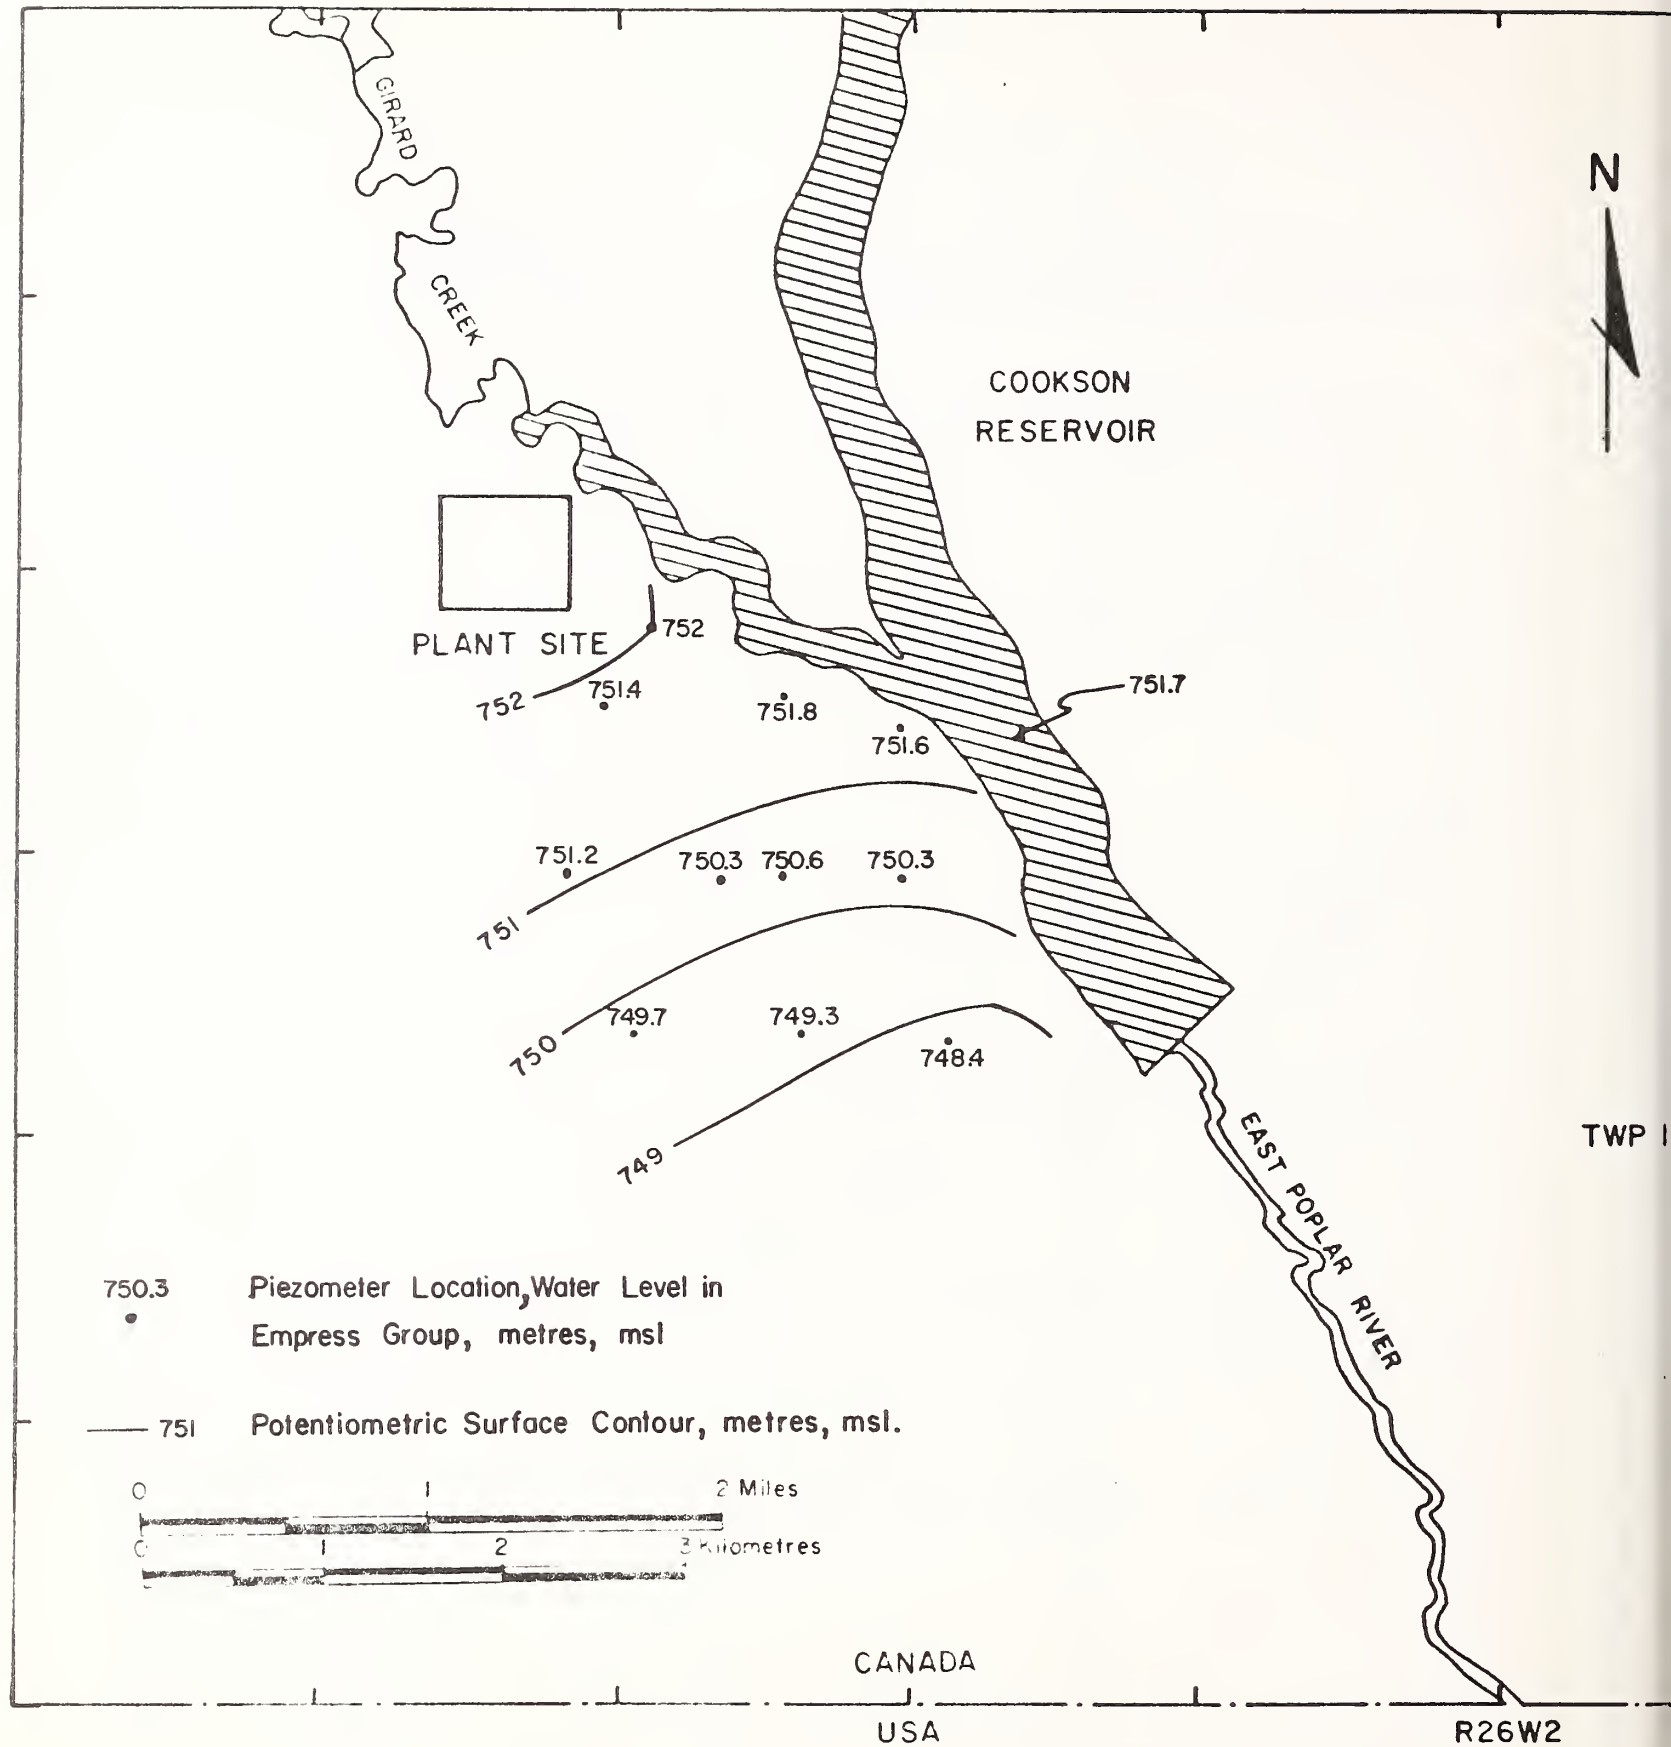 GIRARD
CREEK
N
COOKSON
RESERVOIR
PLANT SITE
752
752
751.4
751.8
751.6
751.7
751.2
750.3
750.6
750.3
751
750
749.7
749.3
748.4
749
EAST POPLAR RIVER
TWP 1
750.3 Piezometer Location, Water Level in
Empress Group, metres, msl
751 Potentiometric Surface Contour, metres, msl.
0 1 2 Miles
0 1 2 3 Kilometres
CANADA
USA
R26W2